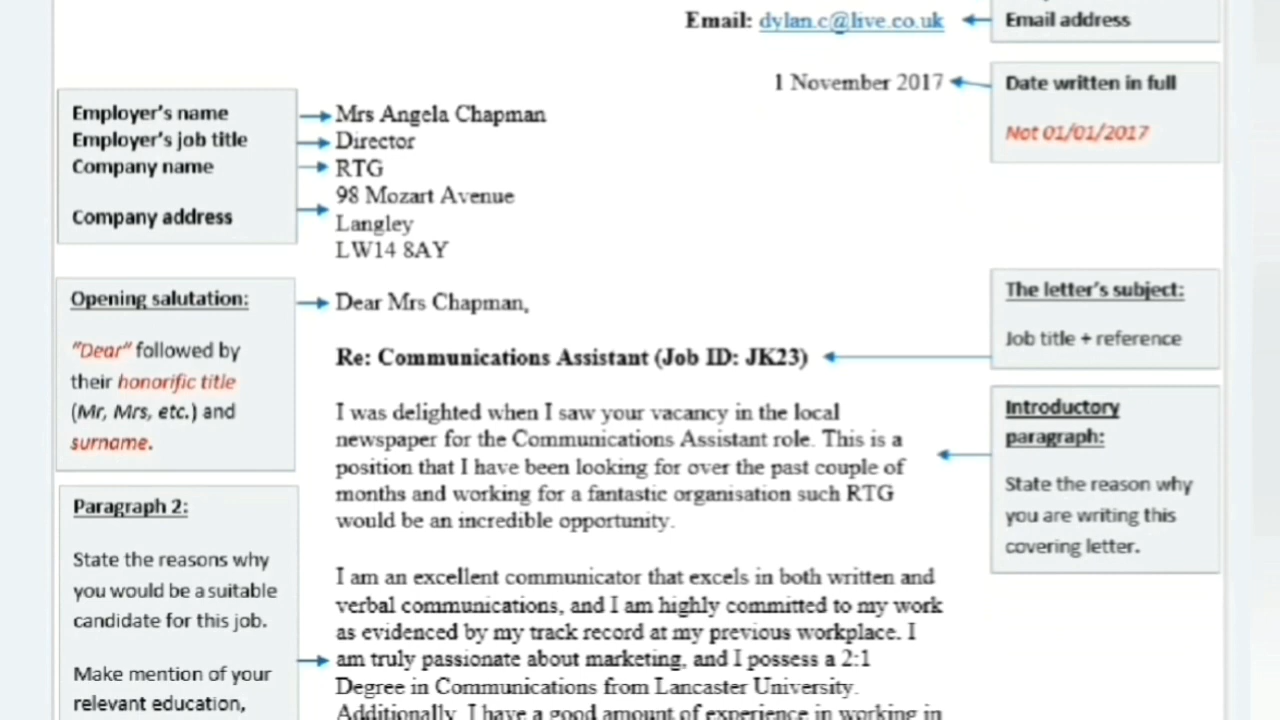 Email: dylan.c@live.co.uk
Email address
1 November 2017
Date written in full
Not 01/01/2017
Employer's name
Employer's job title
Company name
Company address
Mrs Angela Chapman
Director
RTG
98 Mozart Avenue
Langley
LW14 8AY
Opening salutation:
"Dear" followed by
their honorific title
(Mr, Mrs, etc.) and
surname.
Dear Mrs Chapman,
The letter's subject:
Job title + reference
Re: Communications Assistant (Job ID: JK23)
Introductory
paragraph:
State the reason why
you are writing this
covering letter.
I was delighted when I saw your vacancy in the local
newspaper for the Communications Assistant role. This is a
position that I have been looking for over the past couple of
months and working for a fantastic organisation such RTG
would be an incredible opportunity.
Paragraph 2:
State the reasons why
you would be a suitable
candidate for this job.
Make mention of your
relevant education,
I am an excellent communicator that excels in both written and
verbal communications, and I am highly committed to my work
as evidenced by my track record at my previous workplace. I
am truly passionate about marketing, and I possess a 2:1
Degree in Communications from Lancaster University.
Additionally, I have a good amount of experience in working in